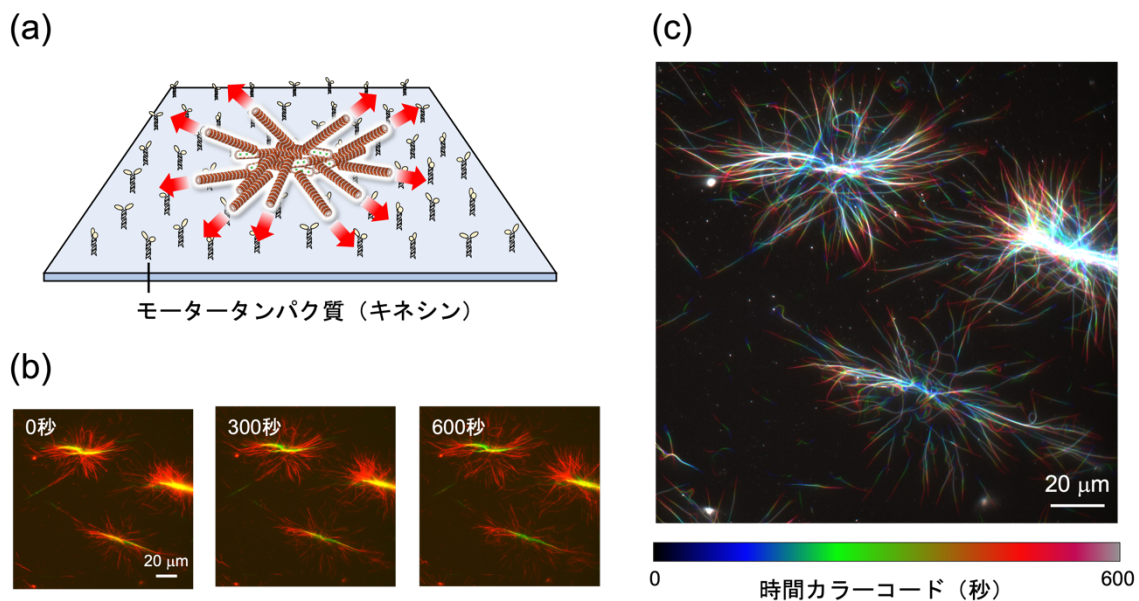 (a)
モータータンパク質（キネシン）
(b)
0秒
20 μm
300秒
600秒
(c)
20 μm
0
600
時間カラーコード（秒）